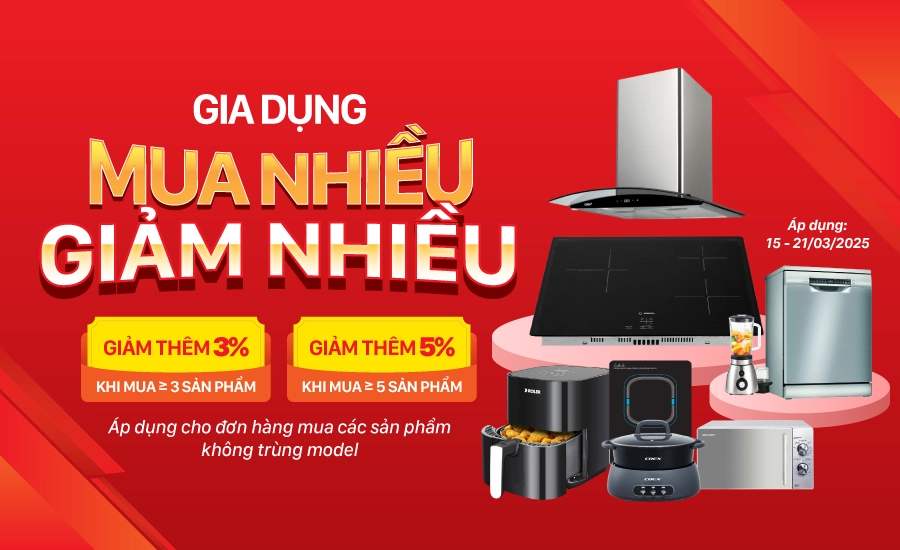 GIA DỤNG
MUA NHIỀU
GIẢM NHIỀU
GIẢM THÊM 3%
KHI MUA ≥ 3 SẢN PHẨM
GIẢM THÊM 5%
KHI MUA ≥ 5 SẢN PHẨM
Áp dụng cho đơn hàng mua các sản phẩm
không trùng model
Áp dụng:
15 - 21/03/2025
COEX
COEX